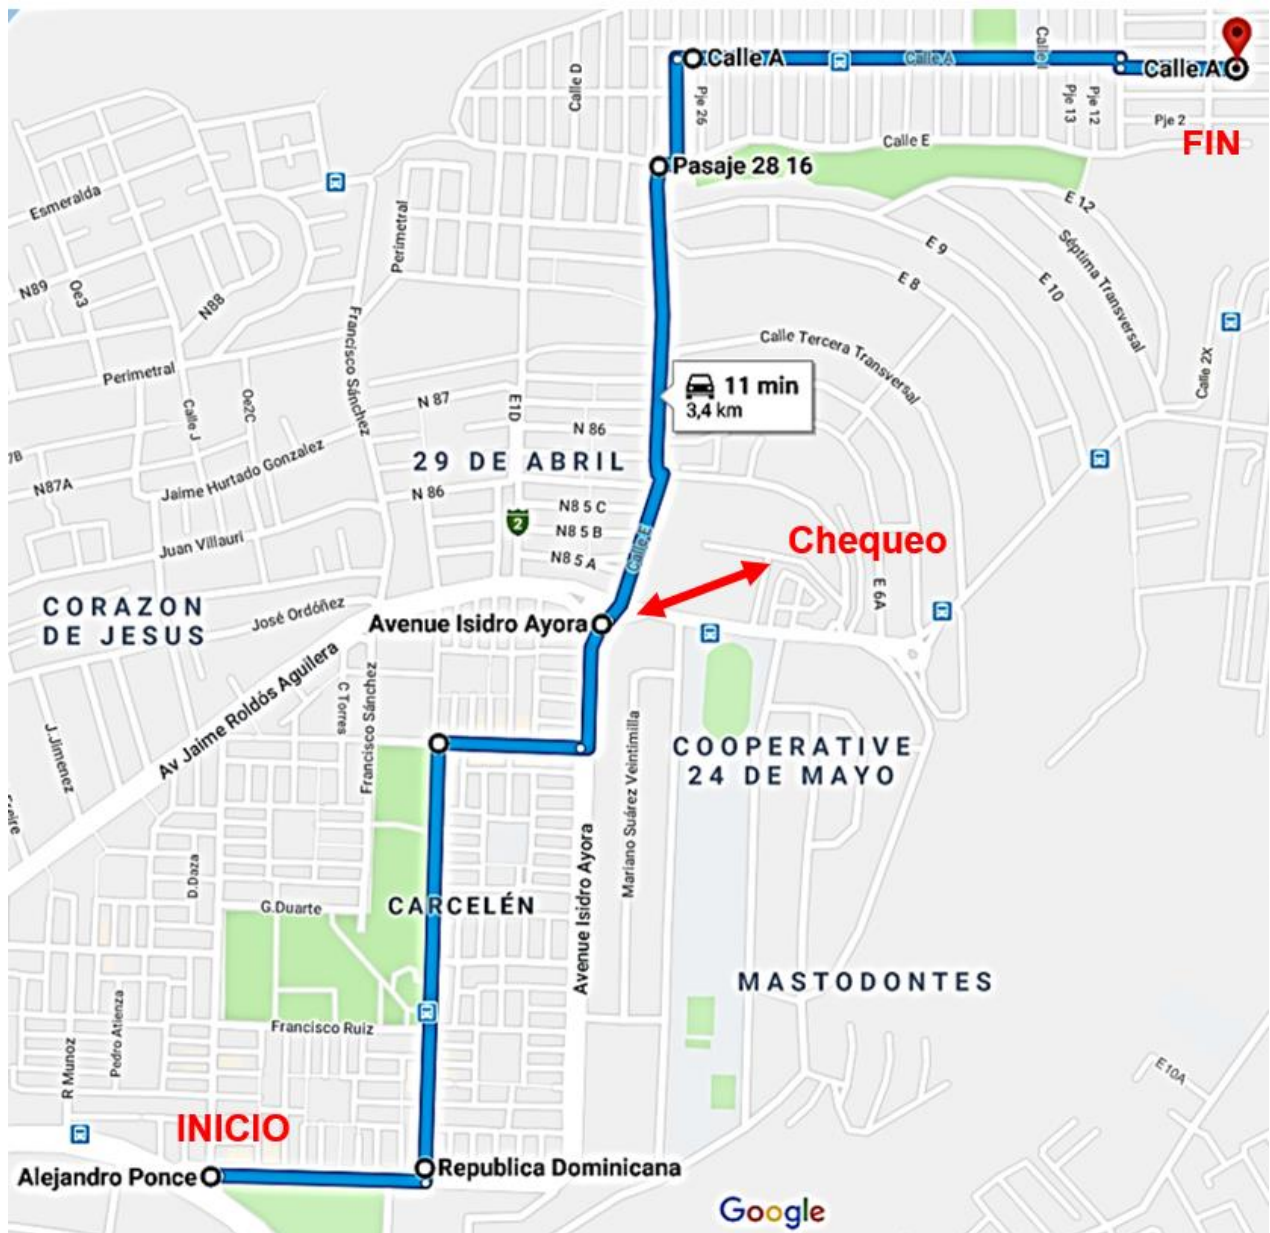 Calle D
Calle A
Calle A
Calle I
Calle A
Pje 26
Pje 13
Pje 12
Pje 2
FIN
Calle E
Pasaje 28 16
Esmeralda
Perimetral
E 12
E 9
Séptima Transversal
E 8
E 10
N89
Oe3
N88
Francisco Sánchez
Calle 2X
Calle Tercera Transversal
Perimetral
11 min
3,4 km
Calle J
Oe2C
N 87
E1D
N 86
29 DE ABRIL
7B
N87A
Jaime Hurtado Gonzalez
N 86
N8 5 C
2
N8 5 B
Juan Villauri
N8 5 A
Calle E
Chequeo
E 6A
CORAZON
DE JESUS
José Ordóñez
Avenue Isidro Ayora
Av Jaime Roldós Aguilera
C Torres
Francisco Sánchez
J.Jimenez
Mariano Suárez Veintimilla
COOPERATIVE
24 DE MAYO
D.Daza
G.Duarte
CARCELÉN
Avenue Isidro Ayora
MASTODONTES
Pedro Atienza
Francisco Ruiz
R Munoz
E10A
INICIO
Alejandro Ponce
Republica Dominicana
Google